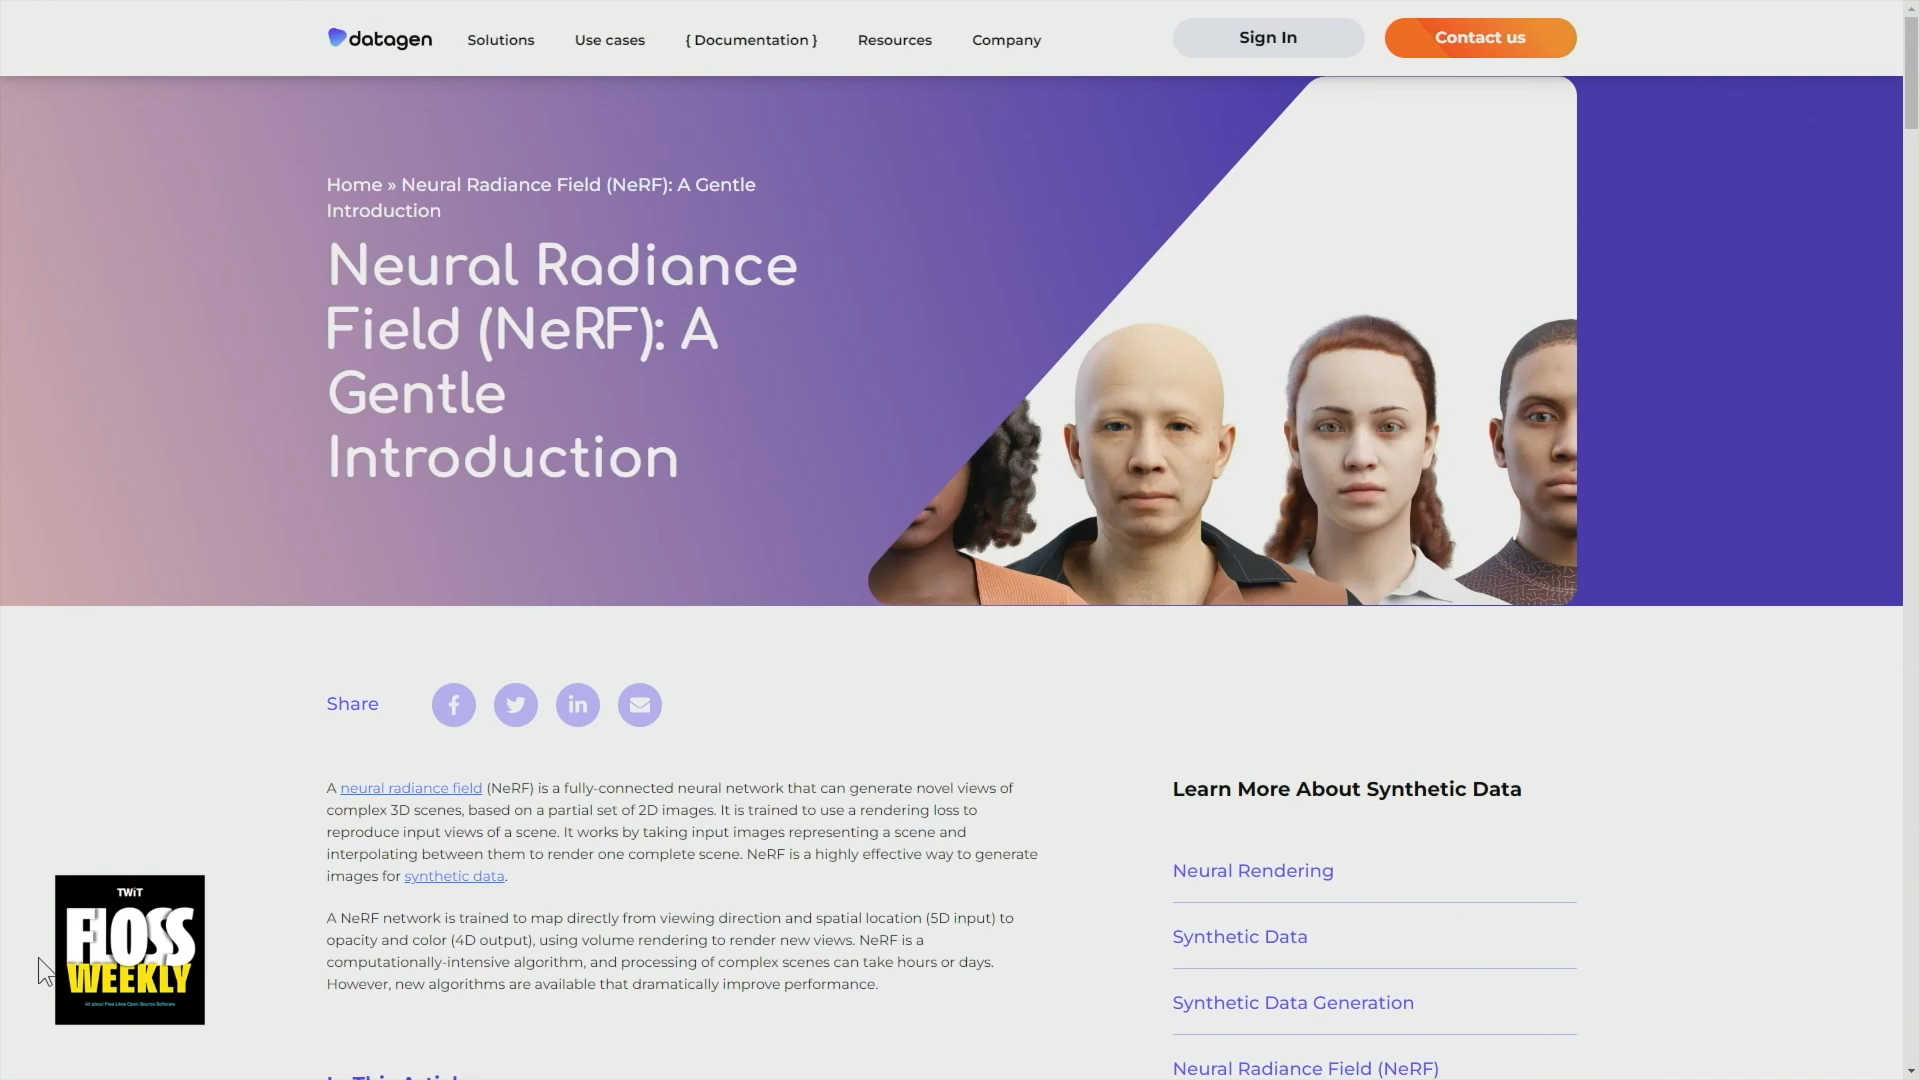 datagen
Solutions
Use cases
{ Documentation }
Resources
Company
Sign In
Contact us
Home » Neural Radiance Field (NeRF): A Gentle
Introduction
Neural Radiance
Field (NeRF): A
Gentle
Introduction
Share
A neural radiance field (NeRF) is a fully-connected neural network that can generate novel views of
complex 3D scenes, based on a partial set of 2D images. It is trained to use a rendering loss to
reproduce input views of a scene. It works by taking input images representing a scene and
interpolating between them to render one complete scene. NeRF is a highly effective way to generate
images for synthetic data.
A NeRF network is trained to map directly from viewing direction and spatial location (5D input) to
opacity and color (4D output), using volume rendering to render new views. NeRF is a
computationally-intensive algorithm, and processing of complex scenes can take hours or days.
However, new algorithms are available that dramatically improve performance.
Learn More About Synthetic Data
Neural Rendering
Synthetic Data
Synthetic Data Generation
Neural Radiance Field (NeRF)
TWiT
FLOSS
WEEKLY
All about Free Libre Open Source Software